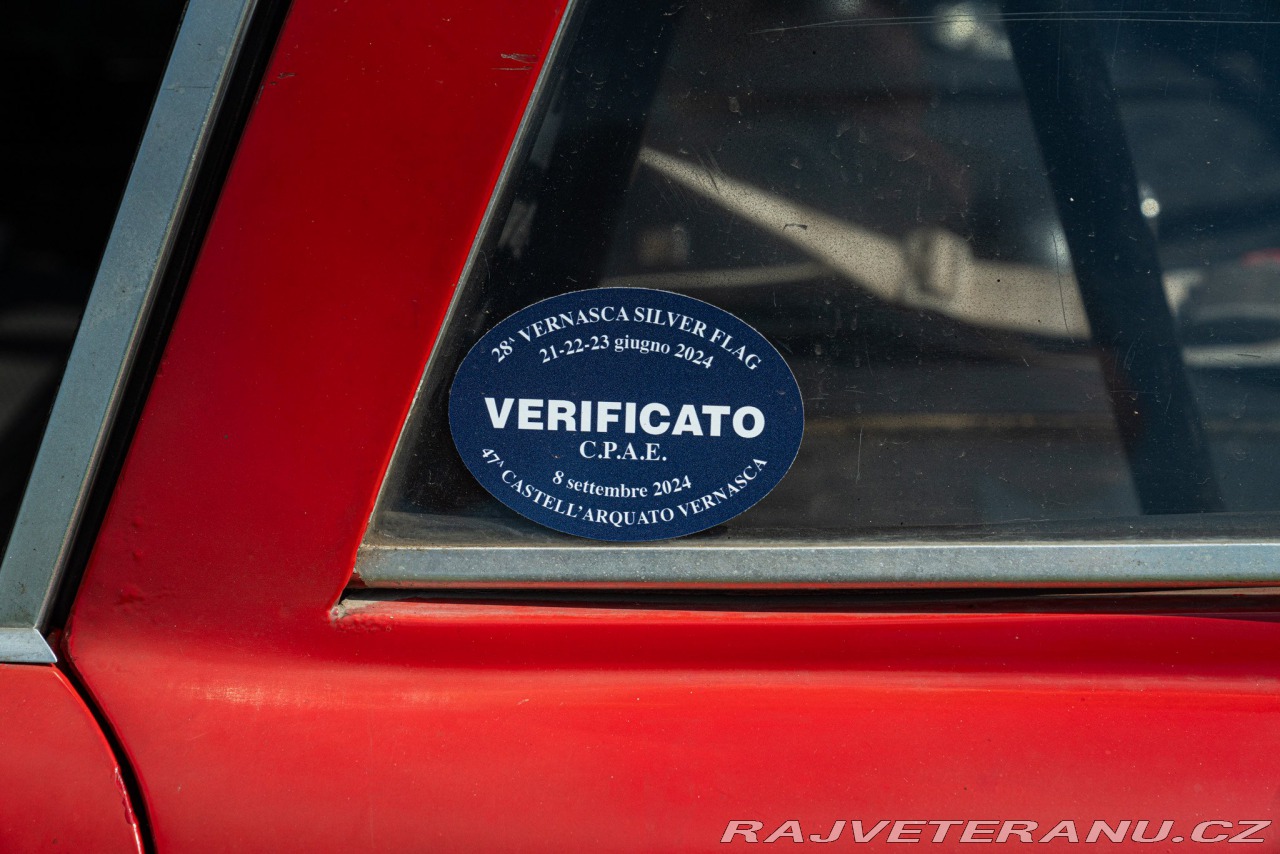 28ᴬ VERNASCA SILVER FLAG
21-22-23 giugno 2024
VERIFICATO
C.P.A.E.
8 settembre 2024
47ᴬ CASTELL'ARQUATO VERNASCA
RAJVETERANU.CZ